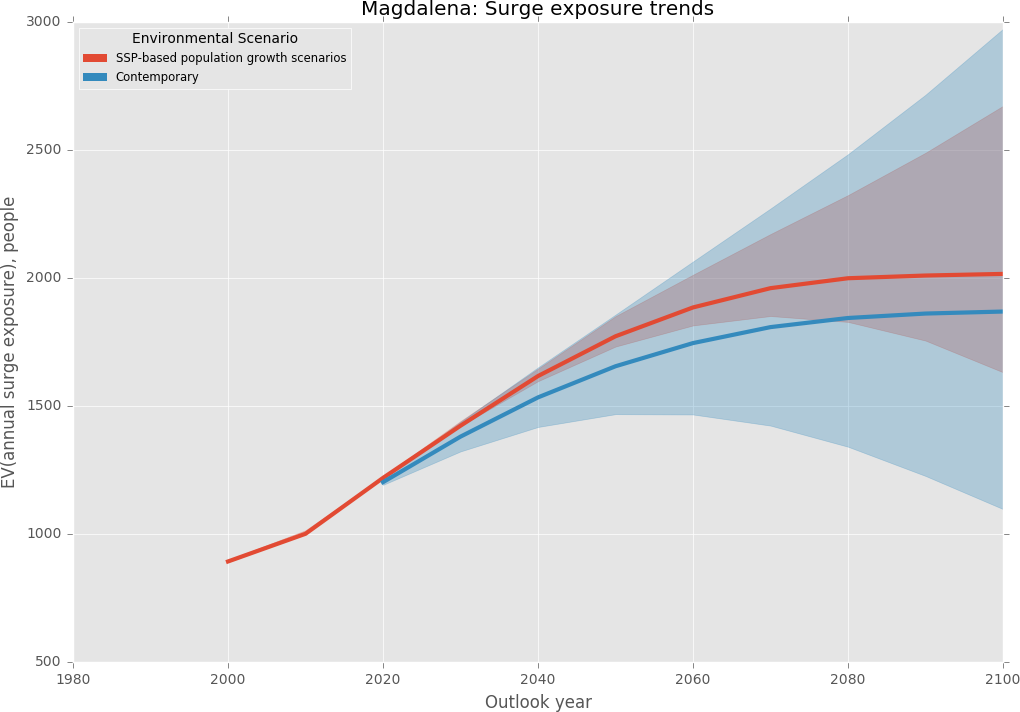 Magdalena: Surge exposure trends
Environmental Scenario
SSP-based population growth scenarios
Contemporary
EV(annual surge exposure), people
3000
2500
2000
1500
1000
500
1980 2000 2020 2040 2060 2080 2100
Outlook year